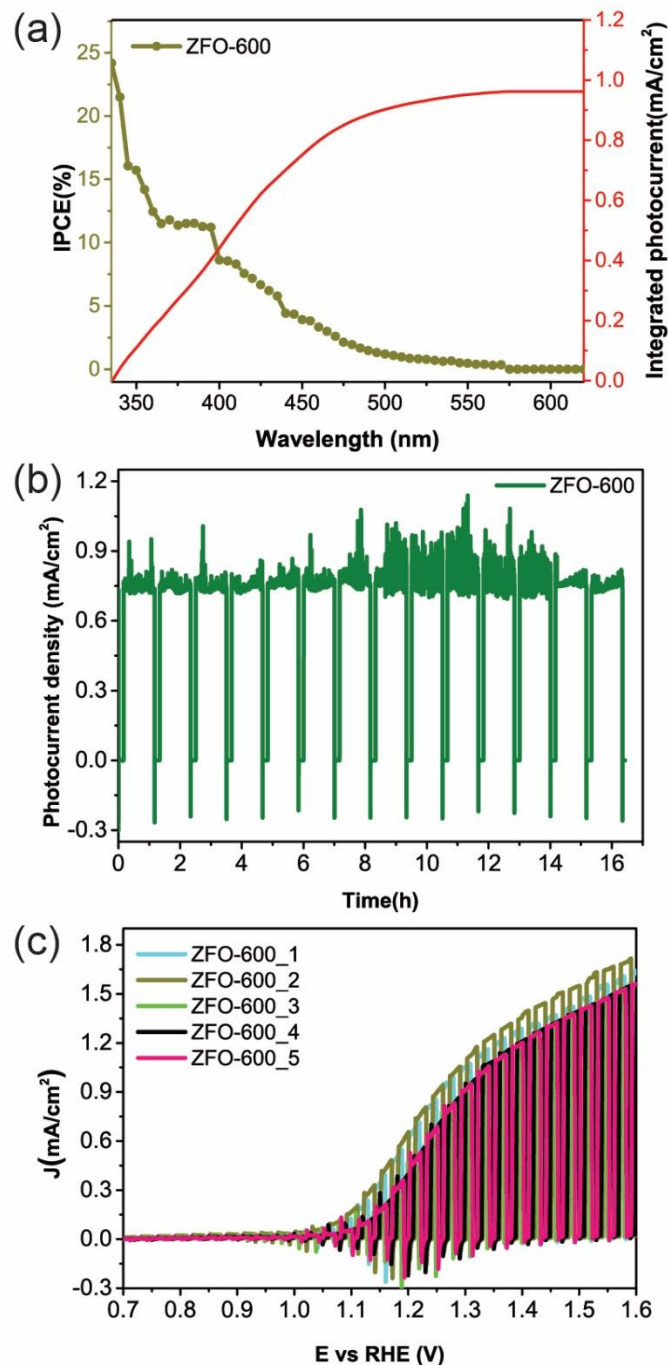 (a)
ZFO-600
25
20
15
10
5
0
IPCE(%)
1.2
1.0
0.8
0.6
0.4
0.2
0.0
Integrated photocurrent(mA/cm²)
350 400 450 500 550 600
Wavelength (nm)
(b)
ZFO-600
1.2
0.9
0.6
0.3
0.0
-0.3
Photocurrent density (mA/cm²)
0 2 4 6 8 10 12 14 16
Time(h)
(c)
ZFO-600_1
ZFO-600_2
ZFO-600_3
ZFO-600_4
ZFO-600_5
1.8
1.5
1.2
0.9
0.6
0.3
0.0
-0.3
J(mA/cm²)
0.7 0.8 0.9 1.0 1.1 1.2 1.3 1.4 1.5 1.6
E vs RHE (V)